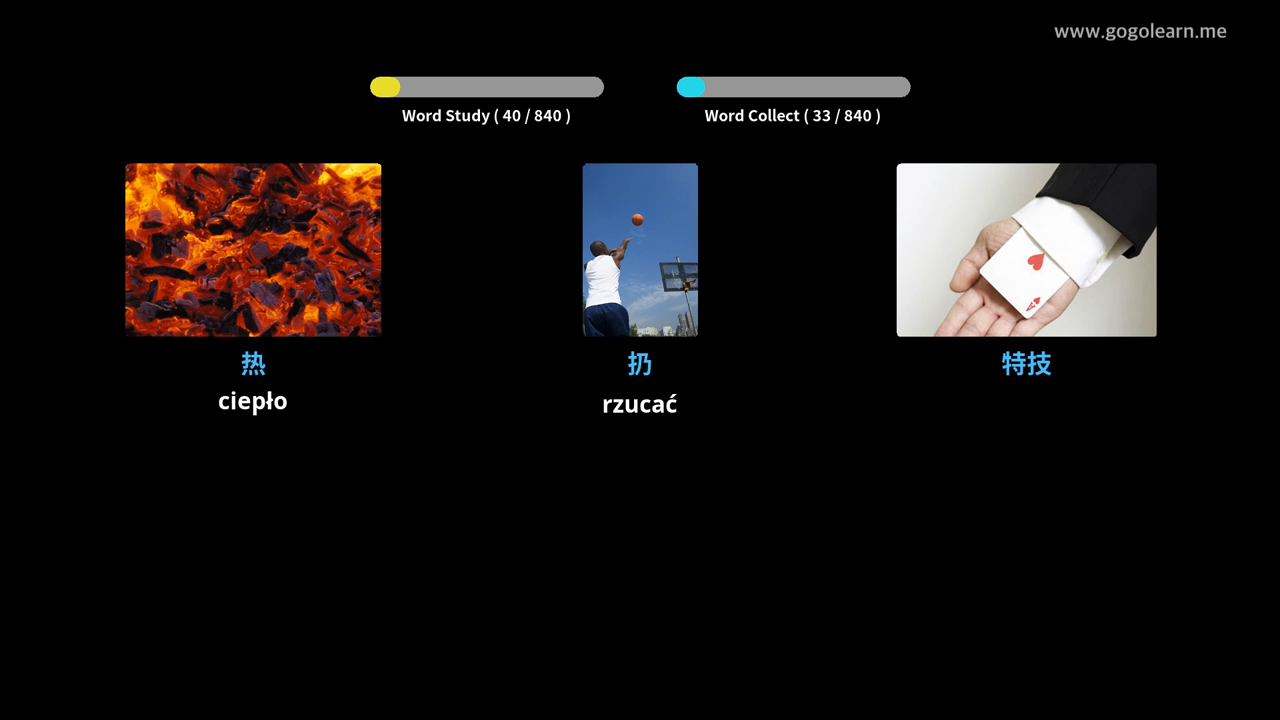 www.gogolearn.me
Word Study ( 40 / 840 )
Word Collect ( 33 / 840 )
热
扔
特技
ciepło
rzucać